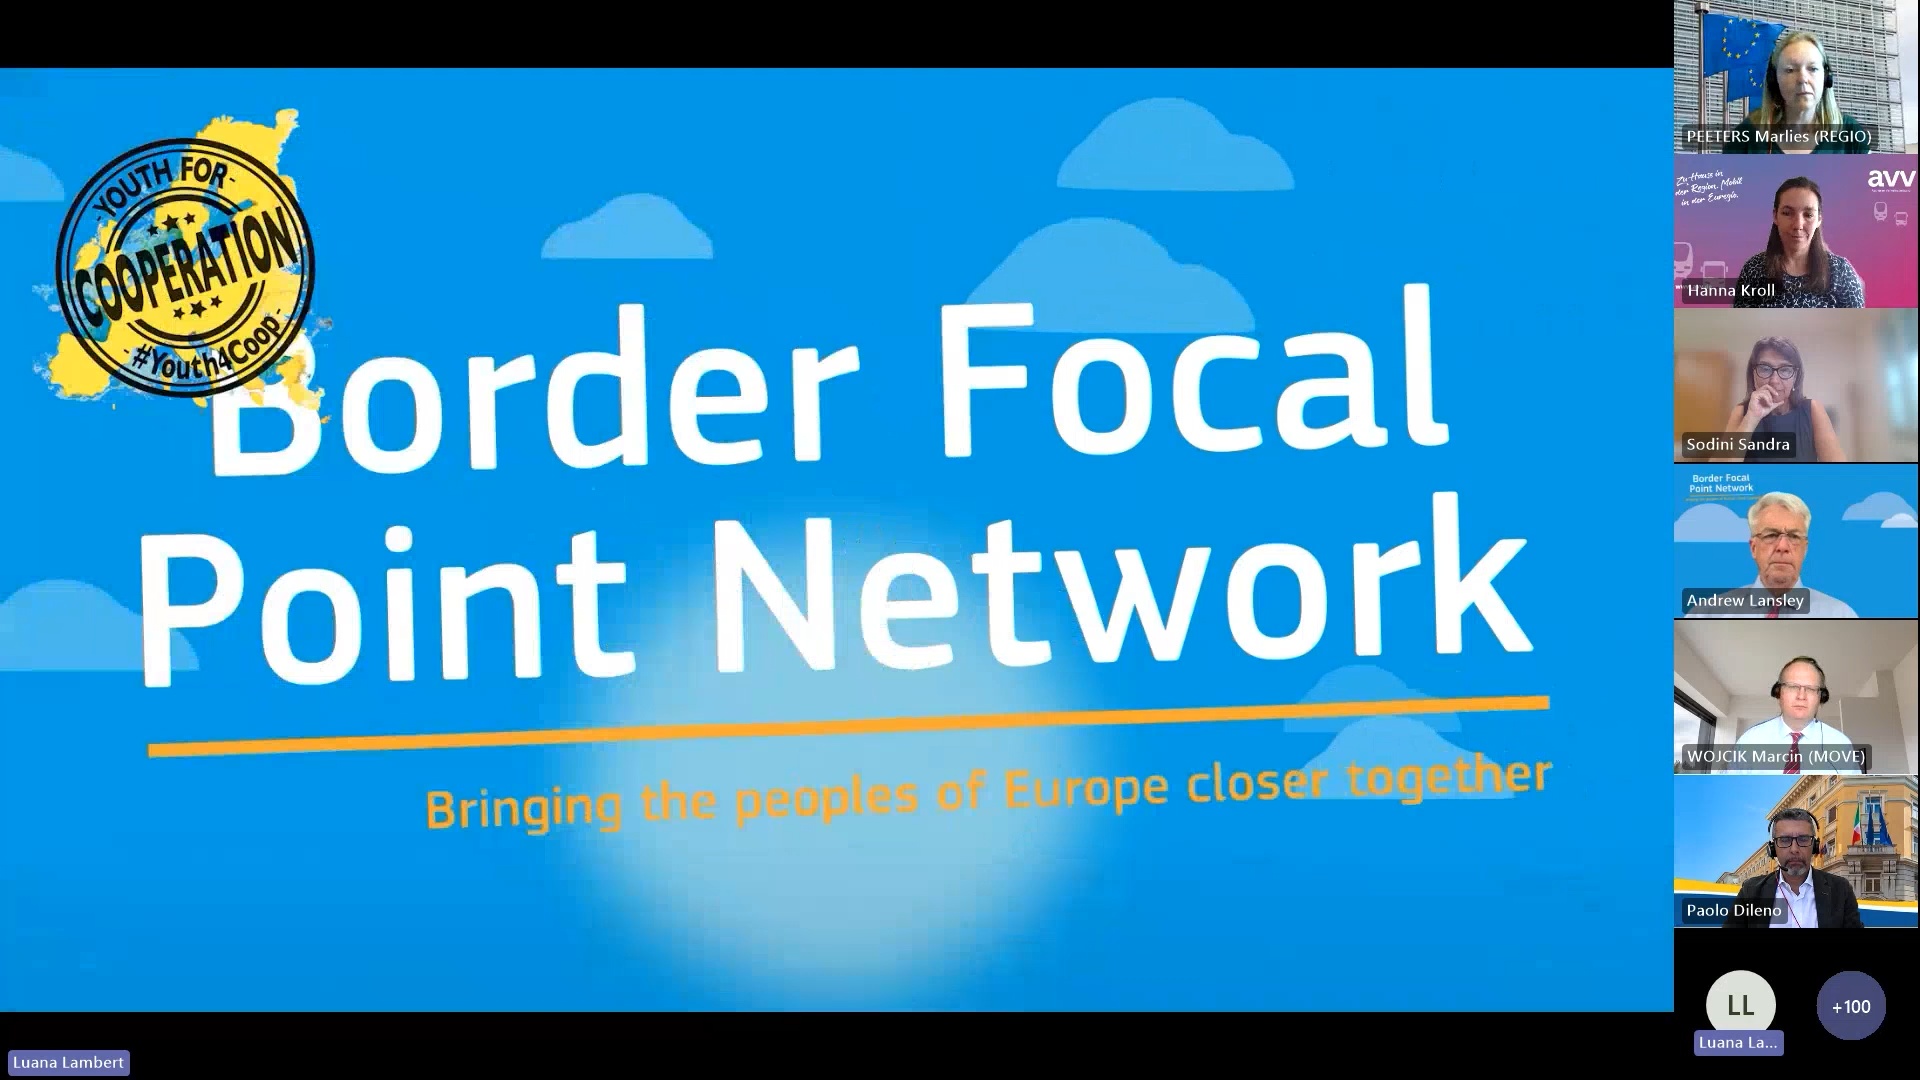 YOUTH FOR
COOPERATION
#Youth4Coop
Border Focal
Point Network
Bringing the peoples of Europe closer together
Luana Lambert
PEETERS Marlies (REGIO)
Zu Hause in
der Region. Mobil
in der Euregio.
avv
Hanna Kroll
Sodini Sandra
Border Focal
Point Network
Andrew Lansley
WOJCIK Marcin (MOVE)
Paolo Dileno
LL
+100
Luana La...